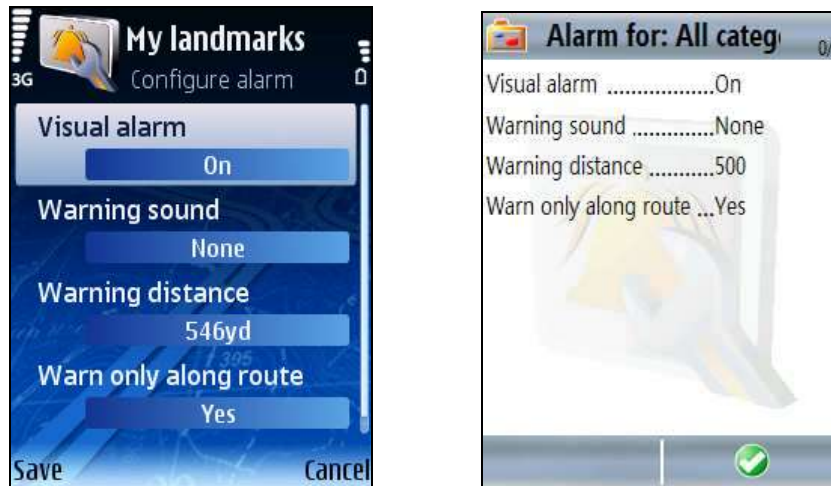 My landmarks
3G
Configure alarm
Visual alarm
On
Warning sound
None
Warning distance
546yd
Warn only along route
Yes
Save
Cancel
Alarm for: All categ
0/
Visual alarm ..................On
Warning sound ..............None
Warning distance ...........500
Warn only along route ...Yes